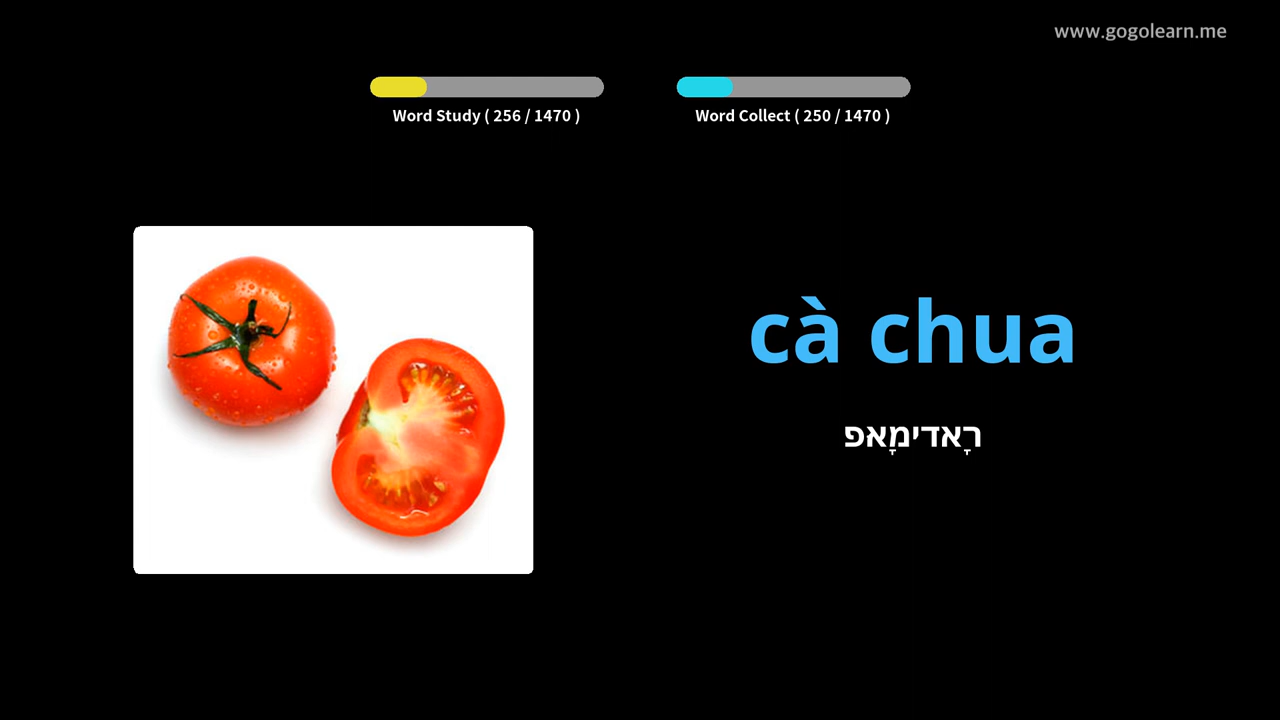 www.gogolearn.me
Word Study ( 256 / 1470 )
Word Collect ( 250 / 1470 )
cà chua
רָאדימָאפ